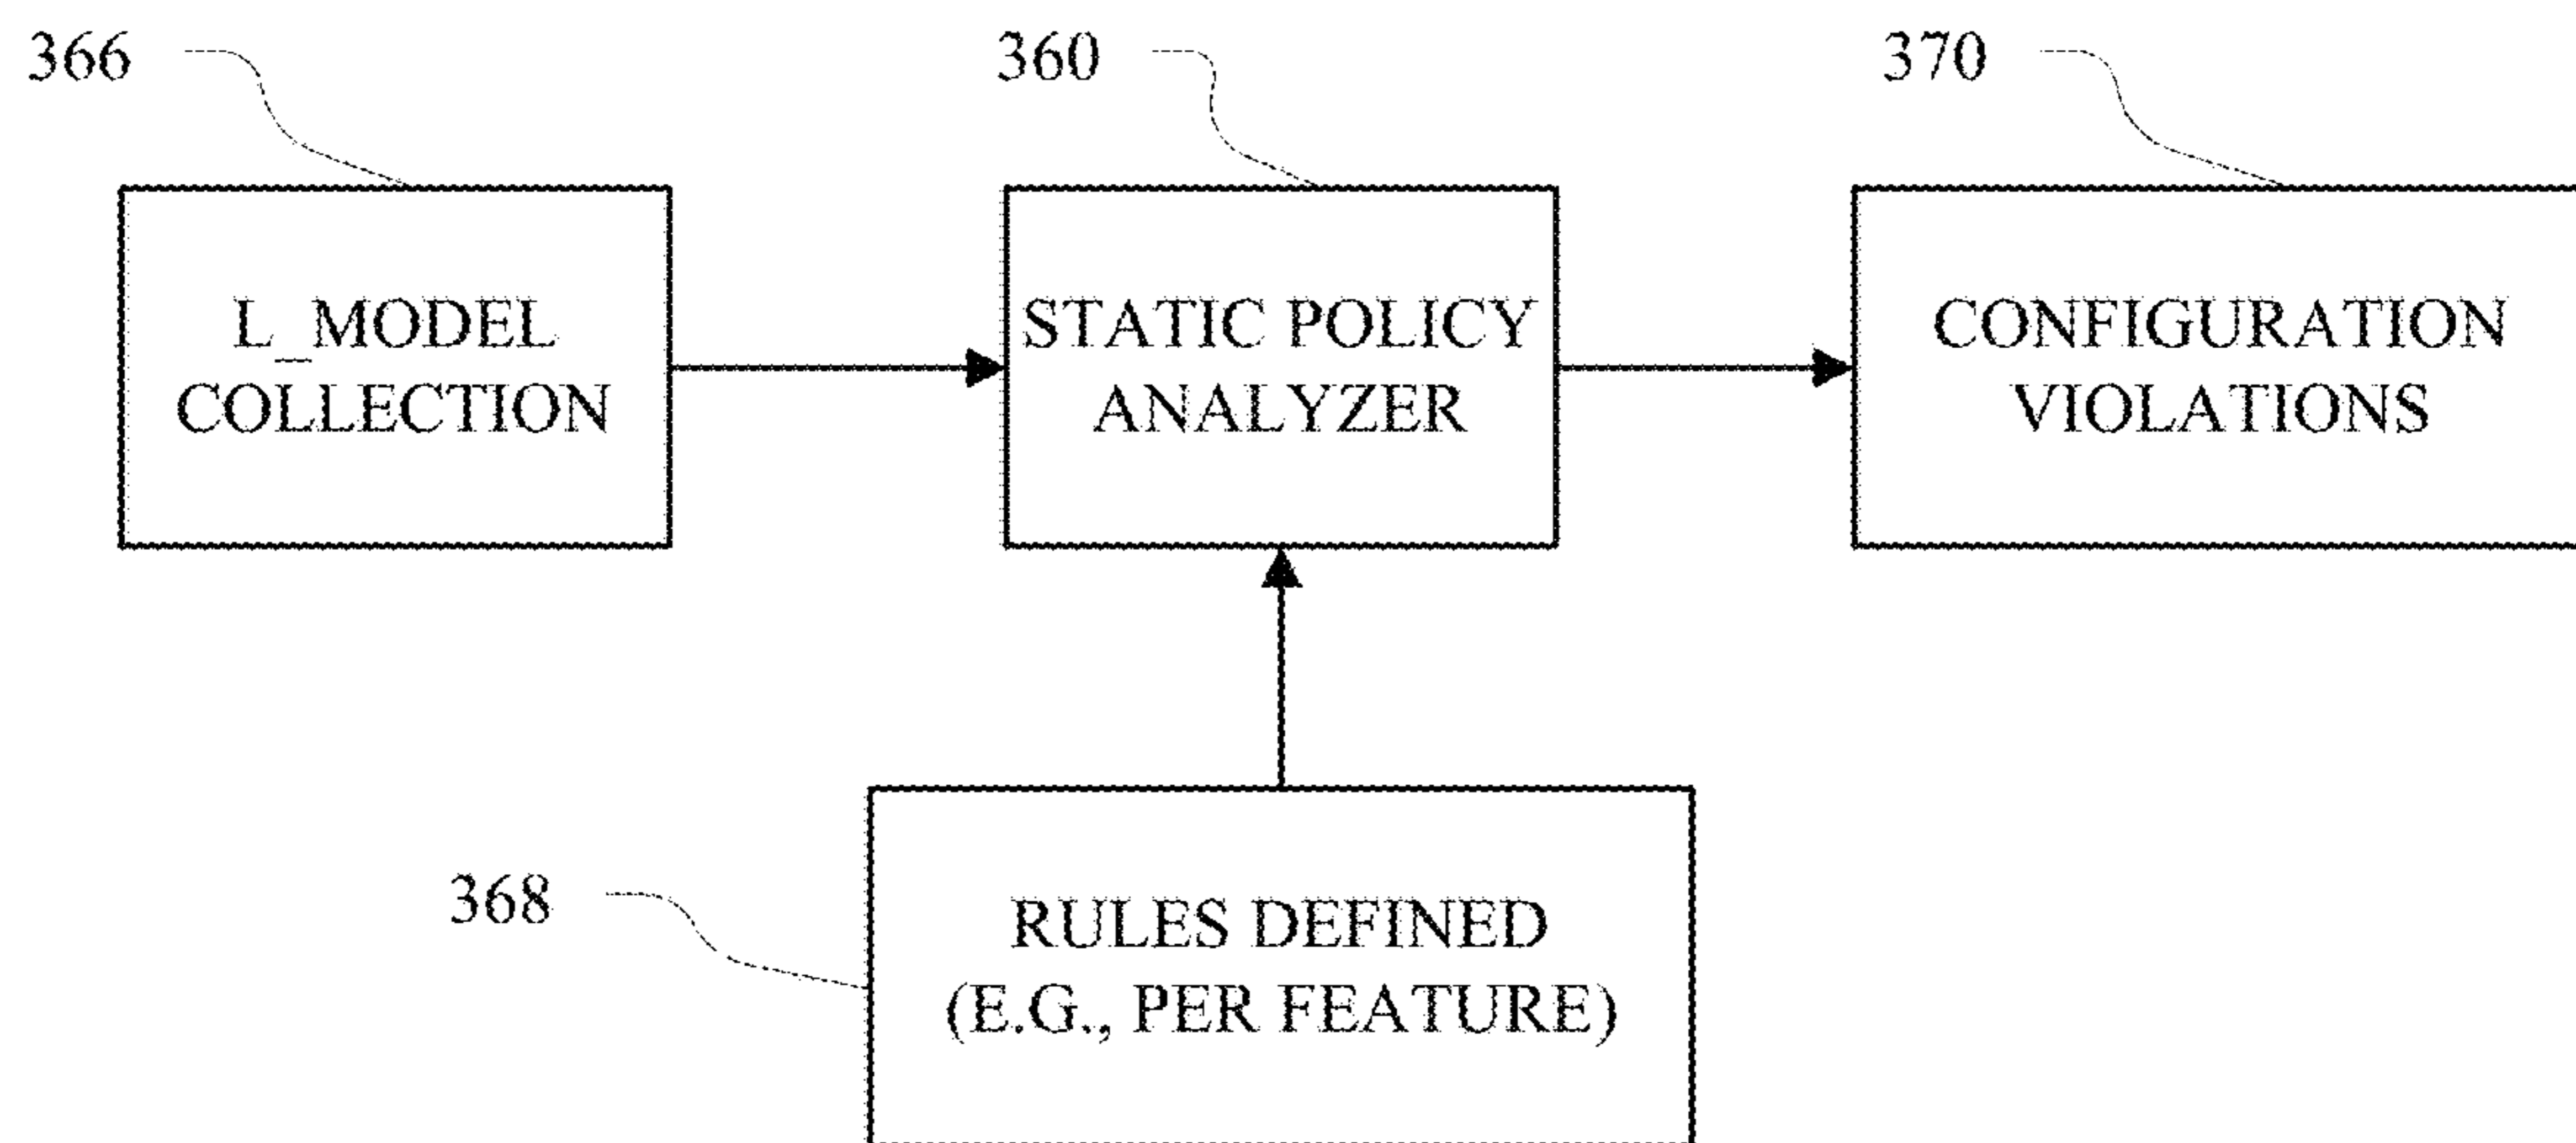 366
360
370
L_MODEL
COLLECTION
STATIC POLICY
ANALYZER
CONFIGURATION
VIOLATIONS
368
RULES DEFINED
(E.G., PER FEATURE)